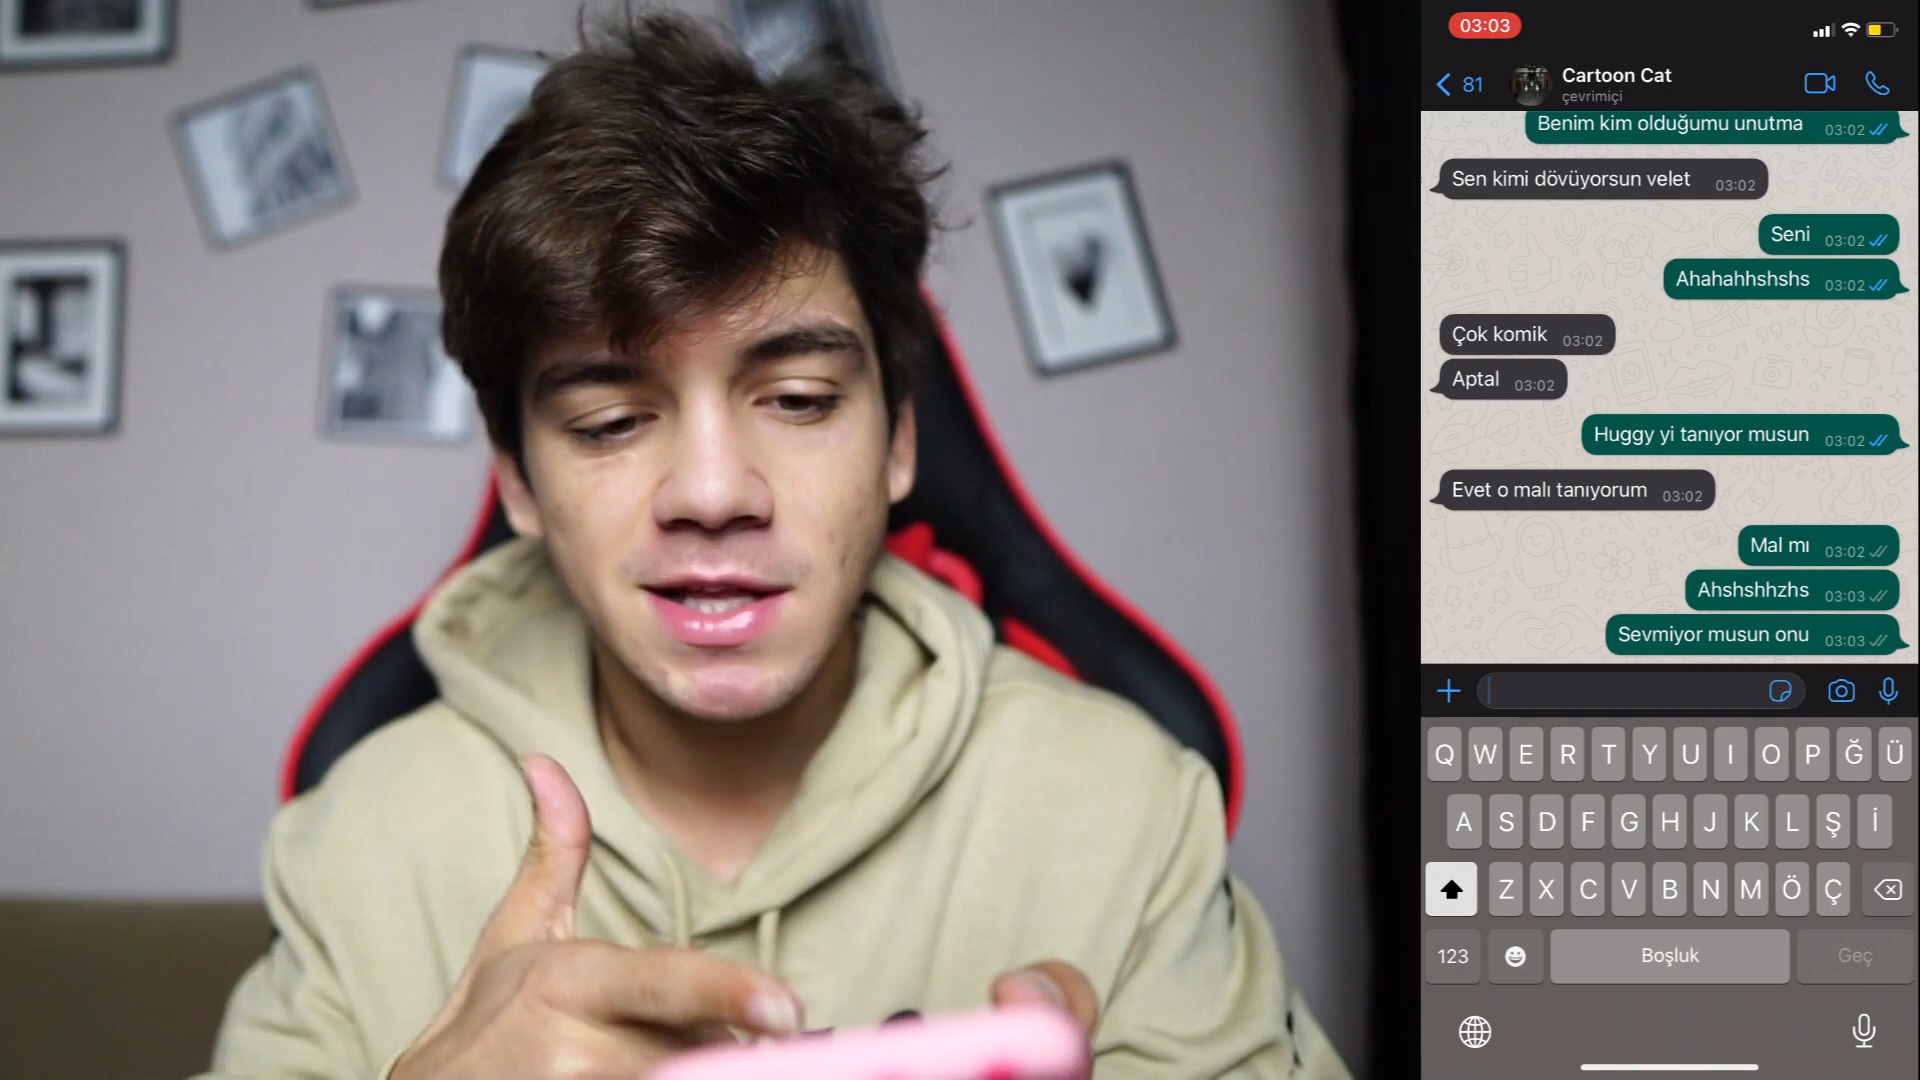 03:03
81
Cartoon Cat
çevrimiçi
Benim kim olduğumu unutma 03:02
Sen kimi dövüyorsun velet 03:02
Seni 03:02
Ahahahhshshs 03:02
Çok komik 03:02
Aptal 03:02
Huggy yi tanıyor musun 03:02
Evet o malı tanıyorum 03:02
Mal mı 03:02
Ahshshhzhs 03:03
Sevmiyor musun onu 03:03
Q W E R T Y U I O P Ğ Ü
A S D F G H J K L Ş İ
Z X C V B N M Ö Ç
123 Boşluk Geç